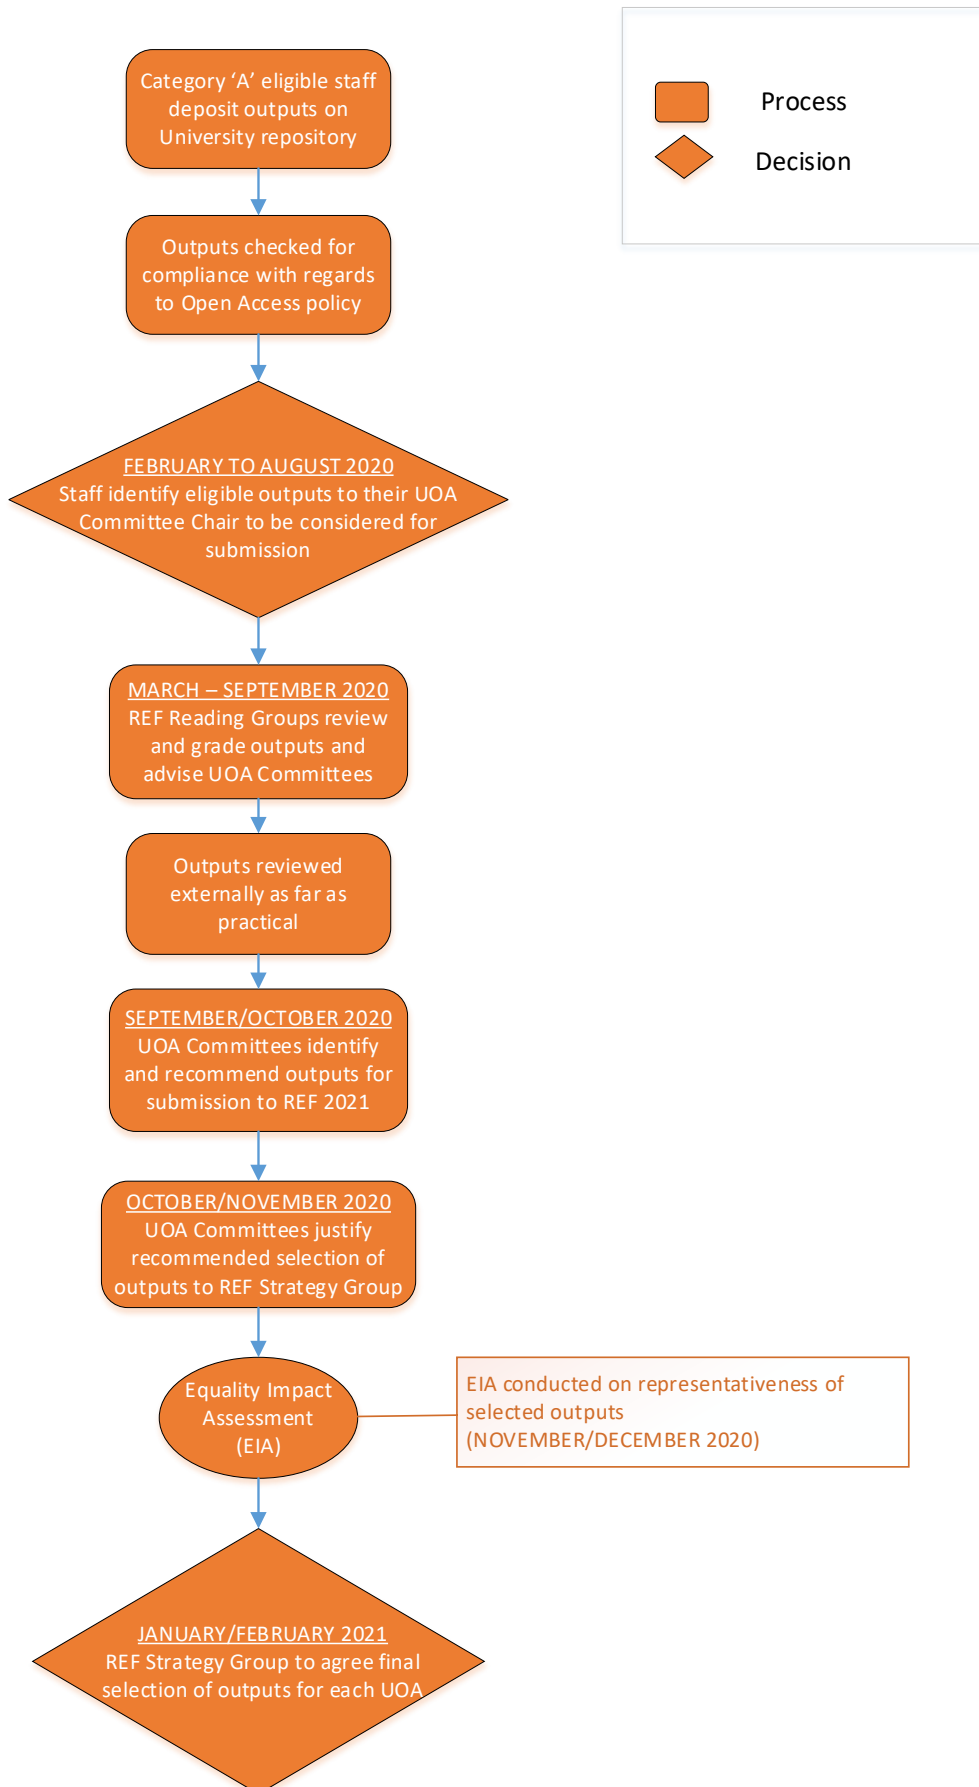 Category ‘A’ eligible staff
deposit outputs on
University repository
Process
Decision
Outputs checked for
compliance with regards
to Open Access policy
FEBRUARY TO AUGUST 2020
Staff identify eligible outputs to their UOA
Committee Chair to be considered for
submission
MARCH – SEPTEMBER 2020
REF Reading Groups review
and grade outputs and
advise UOA Committees
Outputs reviewed
externally as far as
practical
SEPTEMBER/OCTOBER 2020
UOA Committees identify
and recommend outputs for
submission to REF 2021
OCTOBER/NOVEMBER 2020
UOA Committees justify
recommended selection of
outputs to REF Strategy Group
Equality Impact
Assessment
(EIA)
EIA conducted on representativeness of
selected outputs
(NOVEMBER/DECEMBER 2020)
JANUARY/FEBRUARY 2021
REF Strategy Group to agree final
selection of outputs for each UOA